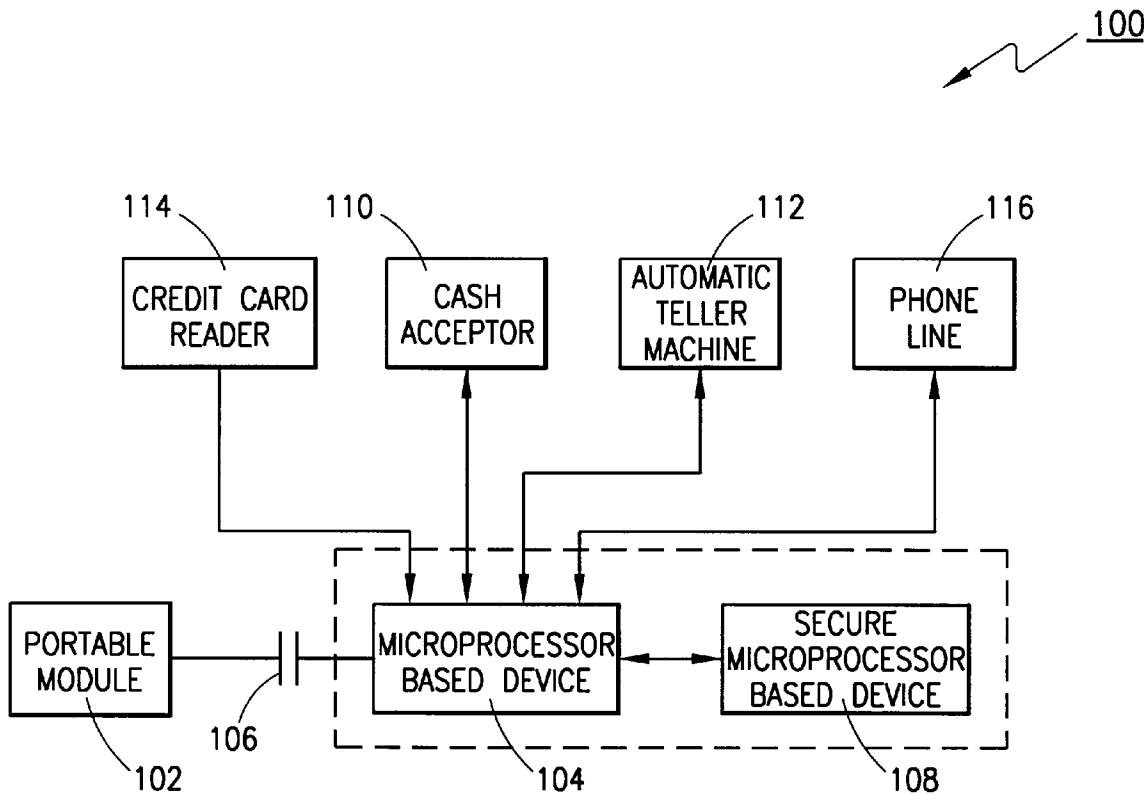 100
114
110
112
116
CREDIT CARD
READER
CASH
ACCEPTOR
AUTOMATIC
TELLER
MACHINE
PHONE
LINE
PORTABLE
MODULE
MICROPROCESSOR
BASED DEVICE
SECURE
MICROPROCESSOR
BASED DEVICE
106
102
104
108